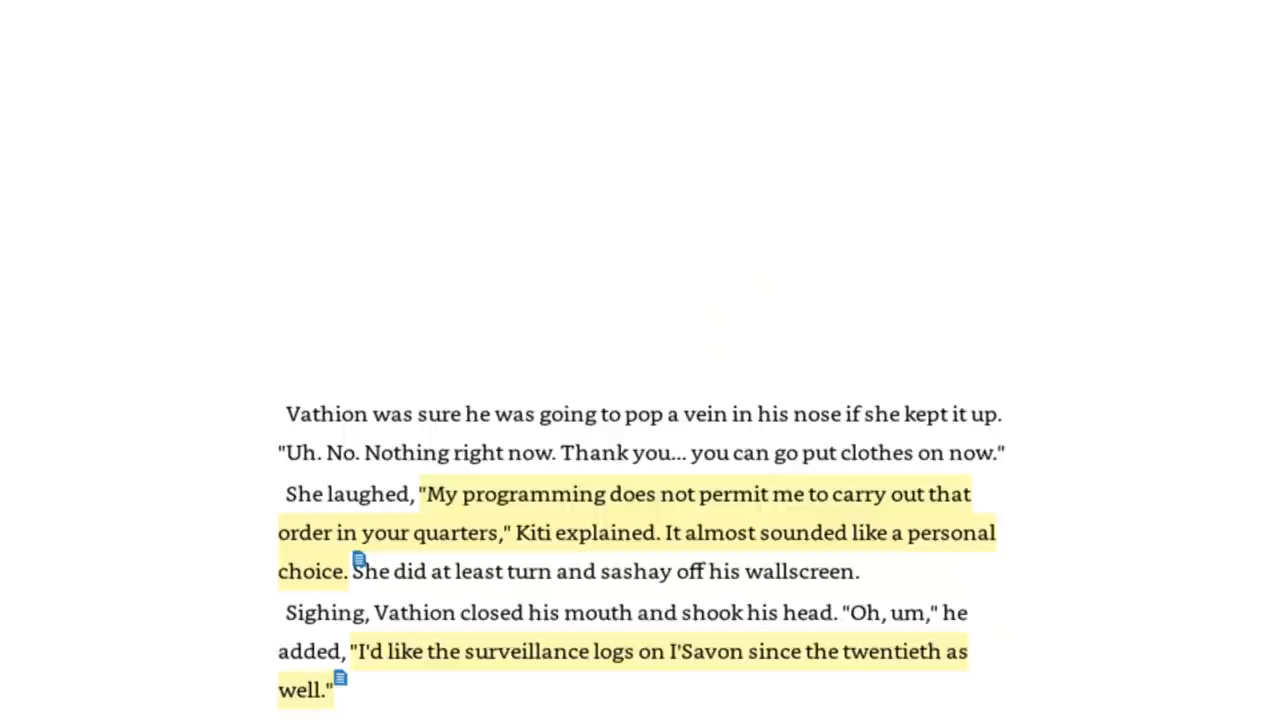 Vathion was sure he was going to pop a vein in his nose if she kept it up.
"Uh. No. Nothing right now. Thank you... you can go put clothes on now."
She laughed, "My programming does not permit me to carry out that
order in your quarters," Kiti explained. It almost sounded like a personal
choice. She did at least turn and sashay off his wallscreen.
Sighing, Vathion closed his mouth and shook his head. "Oh, um," he
added, "I'd like the surveillance logs on I'Savon since the twentieth as
well."